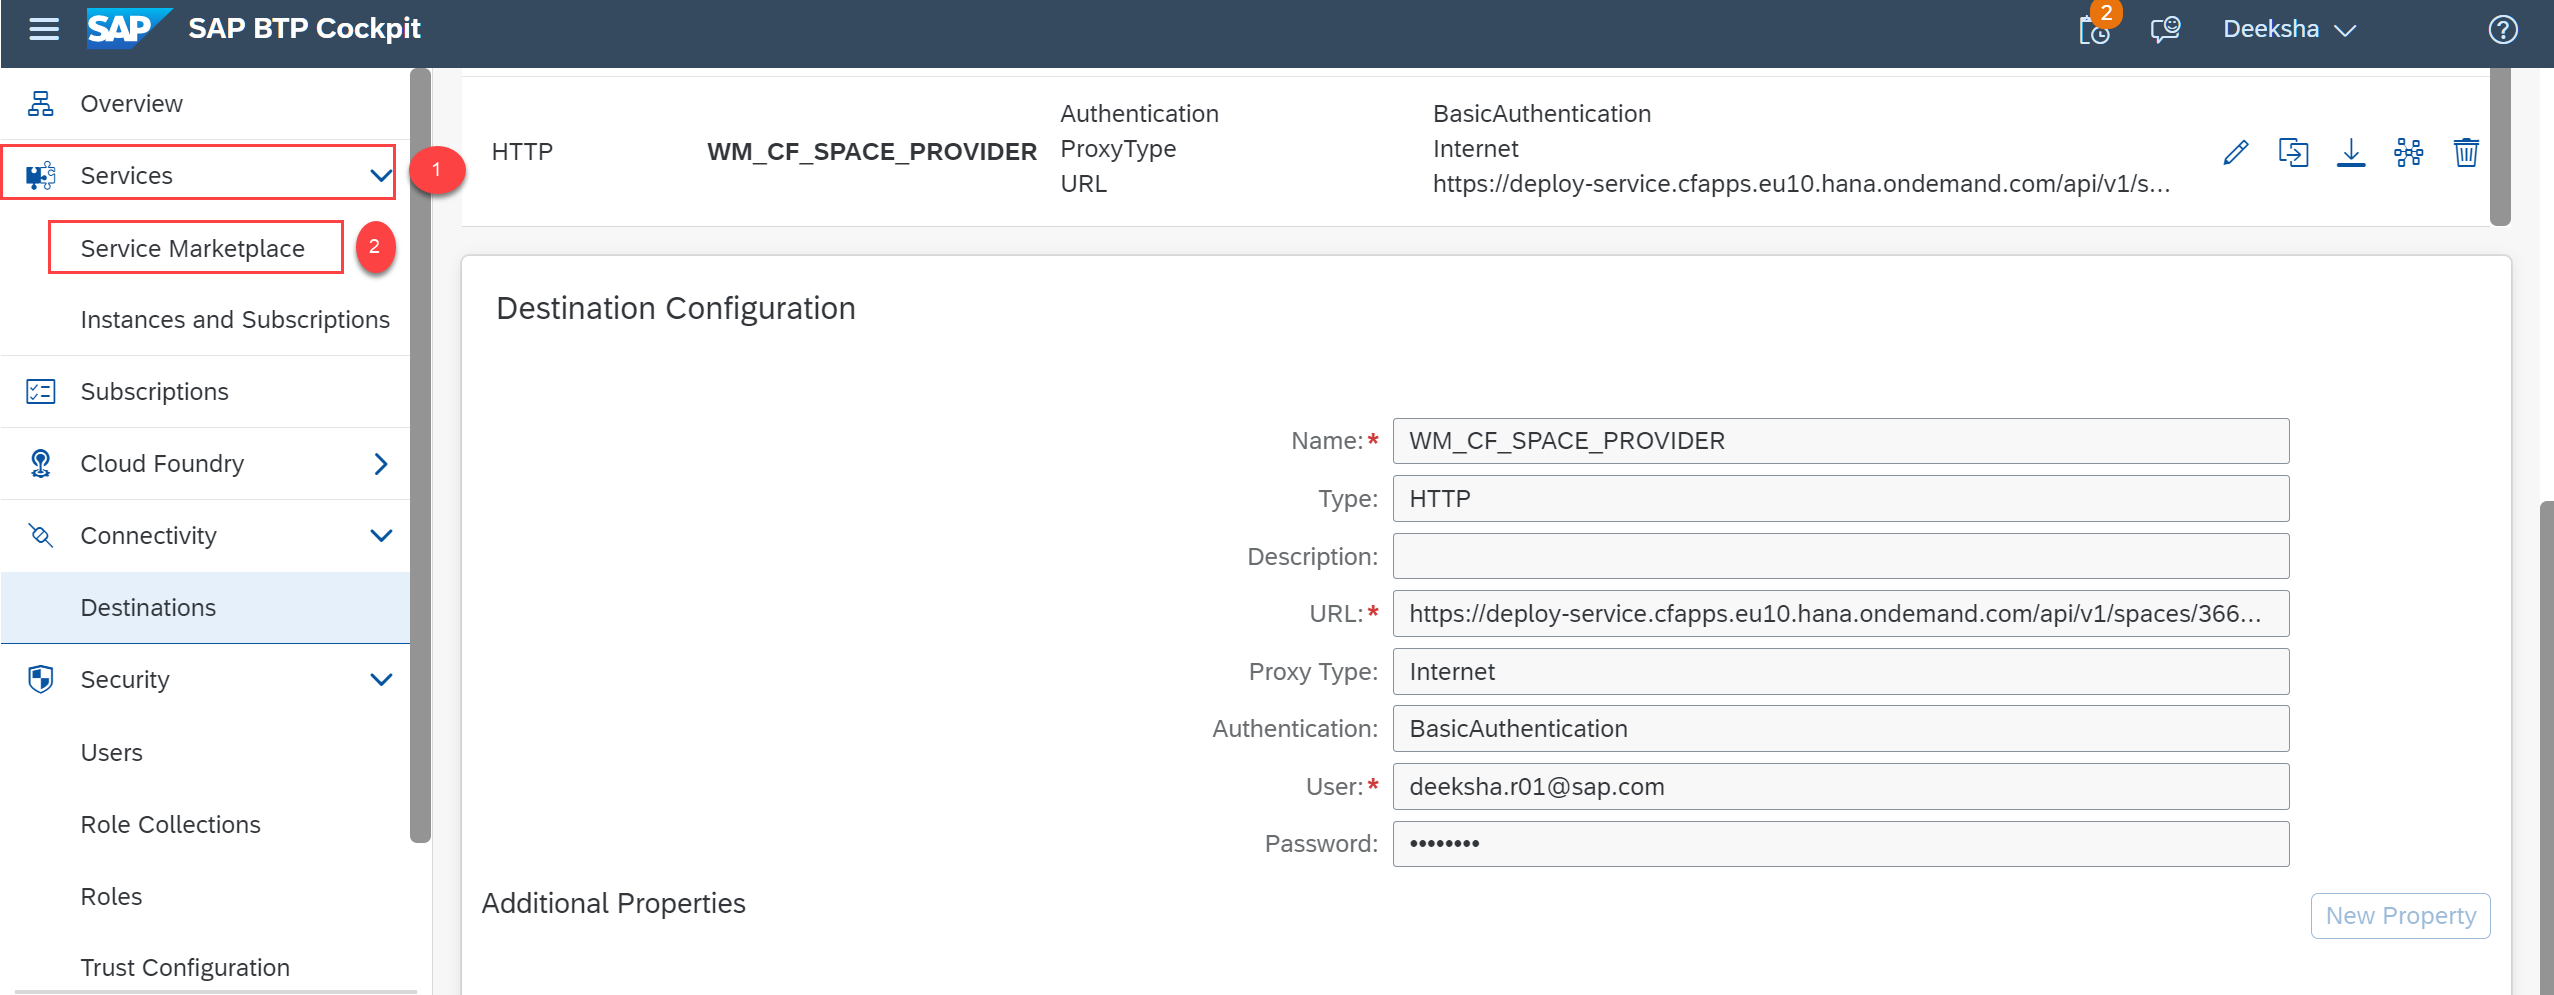 SAP SAP BTP Cockpit
2
Deeksha
?
Overview
Services
1
Service Marketplace
2
Instances and Subscriptions
Subscriptions
Cloud Foundry
Connectivity
Destinations
Security
Users
Role Collections
Roles
Trust Configuration
HTTP
WM_CF_SPACE_PROVIDER
Authentication BasicAuthentication
ProxyType Internet
URL https://deploy-service.cfapps.eu10.hana.ondemand.com/api/v1/s...
Destination Configuration
Name:* WM_CF_SPACE_PROVIDER
Type: HTTP
Description:
URL:* https://deploy-service.cfapps.eu10.hana.ondemand.com/api/v1/spaces/366...
Proxy Type: Internet
Authentication: BasicAuthentication
User:* deeksha.r01@sap.com
Password: ••••••••
Additional Properties
New Property